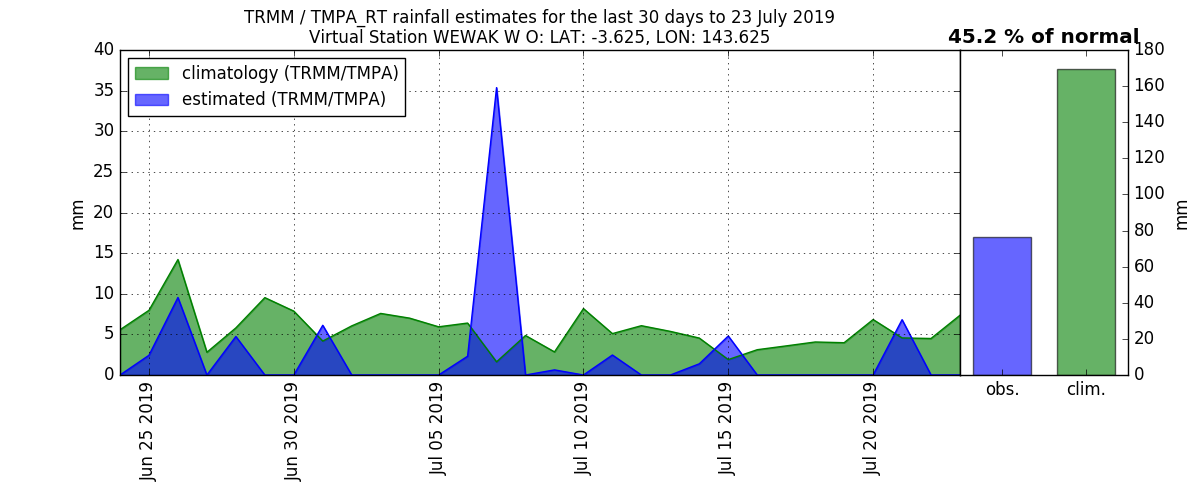 TRMM / TMPA_RT rainfall estimates for the last 30 days to 23 July 2019
Virtual Station WEWAK W O: LAT: -3.625, LON: 143.625
45.2 % of normal
climatology (TRMM/TMPA)
estimated (TRMM/TMPA)
mm
40
35
30
25
20
15
10
5
0
Jun 25 2019
Jun 30 2019
Jul 05 2019
Jul 10 2019
Jul 15 2019
Jul 20 2019
obs.
clim.
180
160
140
120
100
80
60
40
20
0
mm